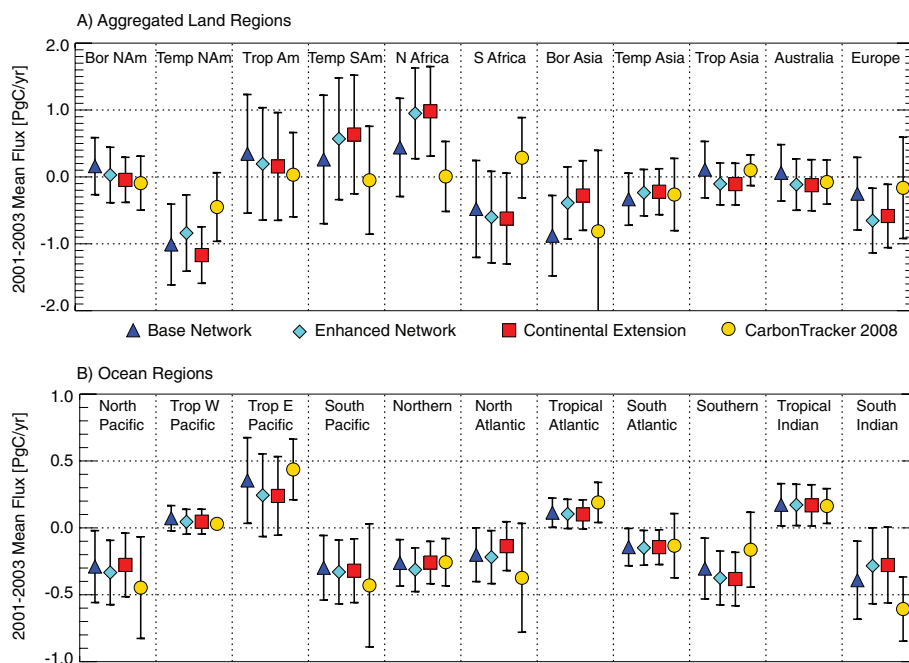 A) Aggregated Land Regions
2.0
1.0
0.0
-1.0
-2.0
2001-2003 Mean Flux [PgC/yr]
Bor NAm
Temp NAm
Trop Am
Temp SAm
N Africa
S Africa
Bor Asia
Temp Asia
Trop Asia
Australia
Europe
Base Network
Enhanced Network
Continental Extension
CarbonTracker 2008
B) Ocean Regions
1.0
0.5
0.0
-0.5
-1.0
2001-2003 Mean Flux [PgC/yr]
North
Pacific
Trop W
Pacific
Trop E
Pacific
South
Pacific
Northern
North
Atlantic
Tropical
Atlantic
South
Atlantic
Southern
Tropical
Indian
South
Indian